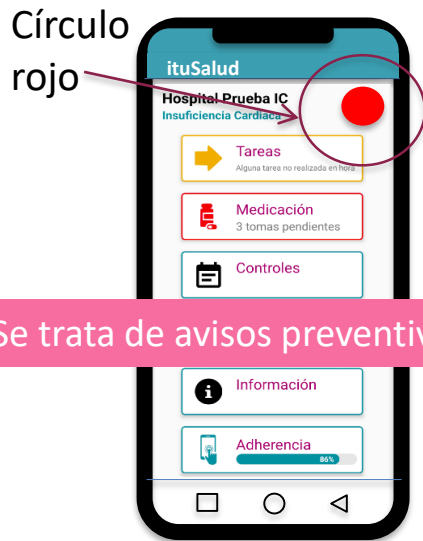 Círculo
rojo
ituSalud
Hospital Prueba IC
Insuficiencia Cardiaca
Tareas
Alguna tarea no realizada en hora
Medicación
3 tomas pendientes
Controles
Se trata de avisos
Información
Adherencia
86%